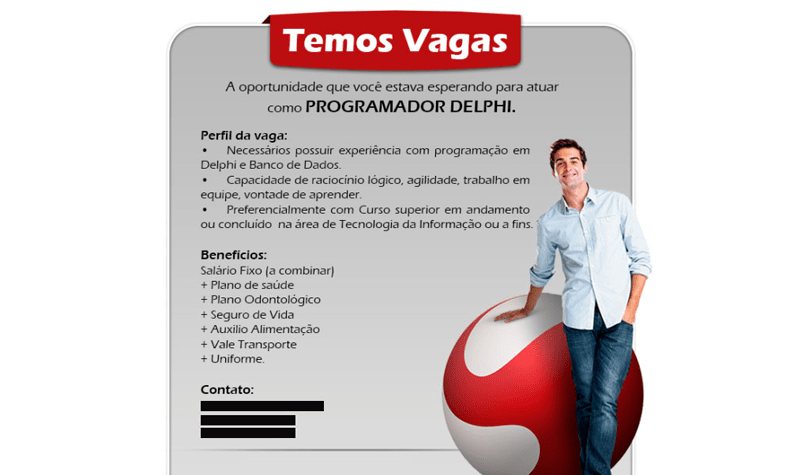 Temos Vagas
A oportunidade que você estava esperando para atuar
como PROGRAMADOR DELPHI.
Perfil da vaga:
• Necessários possuir experiência com programação em
Delphi e Banco de Dados.
• Capacidade de raciocínio lógico, agilidade, trabalho em
equipe, vontade de aprender.
• Preferencialmente com Curso superior em andamento
ou concluído na área de Tecnologia da Informação ou a fins.
Benefícios:
Salário Fixo (a combinar)
+ Plano de saúde
+ Plano Odontológico
+ Seguro de Vida
+ Auxilio Alimentação
+ Vale Transporte
+ Uniforme.
Contato: